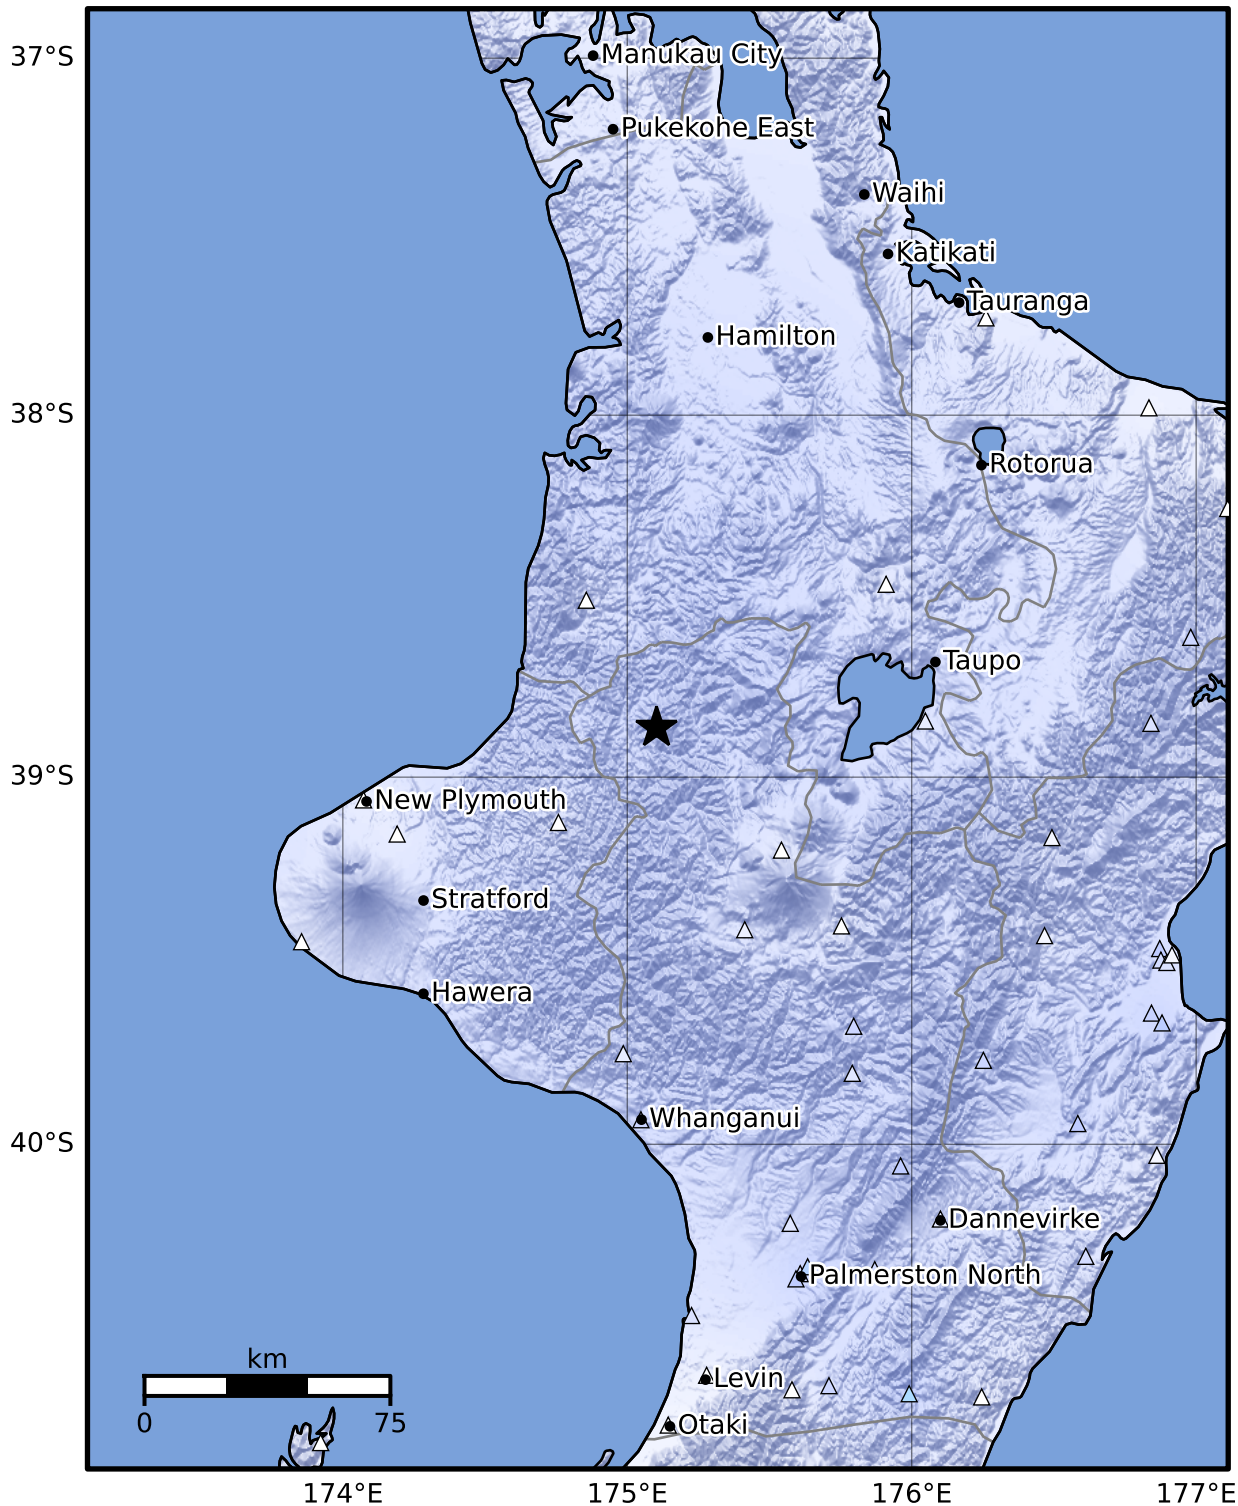 37°S
Manukau City
Pukekohe East
Waihi
Katikati
Tauranga
Hamilton
38°S
Rotorua
Taupo
39°S
New Plymouth
Stratford
Hawera
Whanganui
40°S
Dannevirke
Palmerston North
km
Levin
0 75
Otaki
174°E 175°E 176°E 177°E